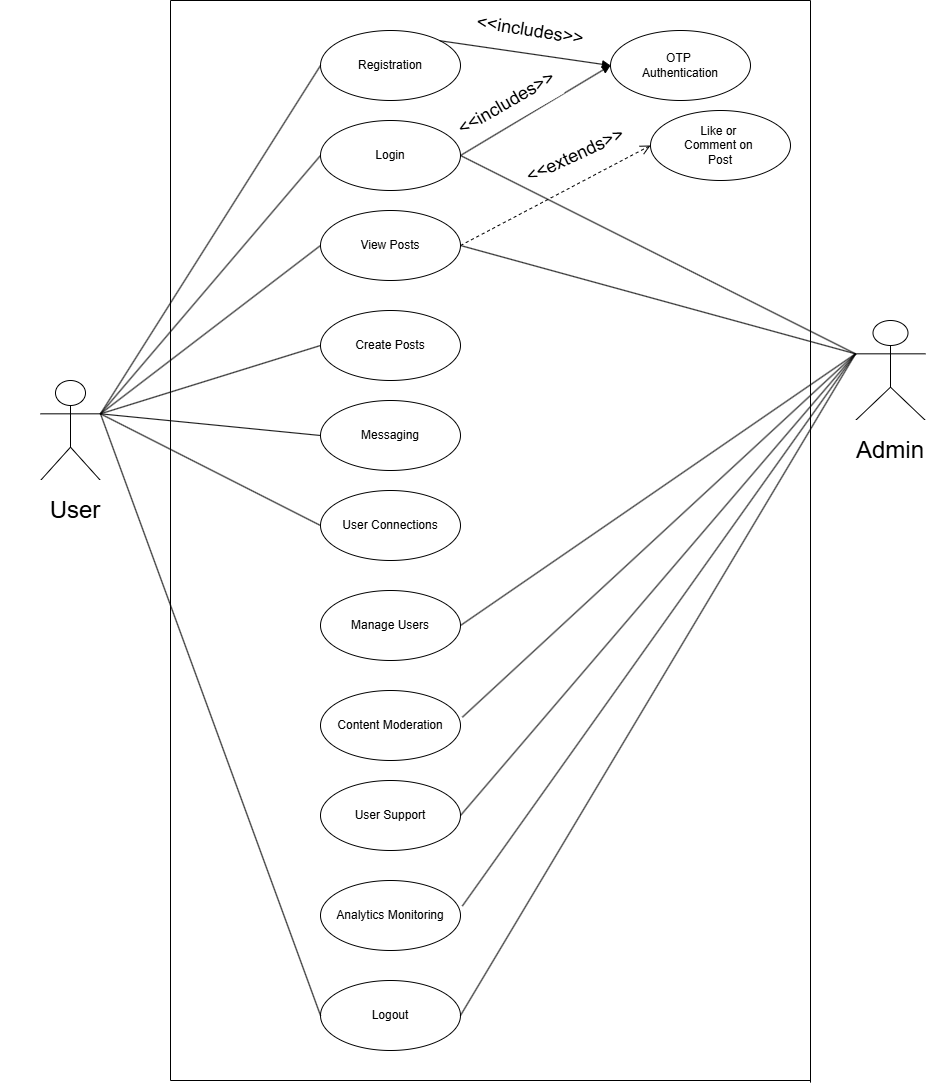 <<includes>>
Registration
OTP
Authentication
<<includes>>
Login
Like or
Comment on
Post
<<extends>>
View Posts
Create Posts
Messaging
User
Admin
User Connections
Manage Users
Content Moderation
User Support
Analytics Monitoring
Logout